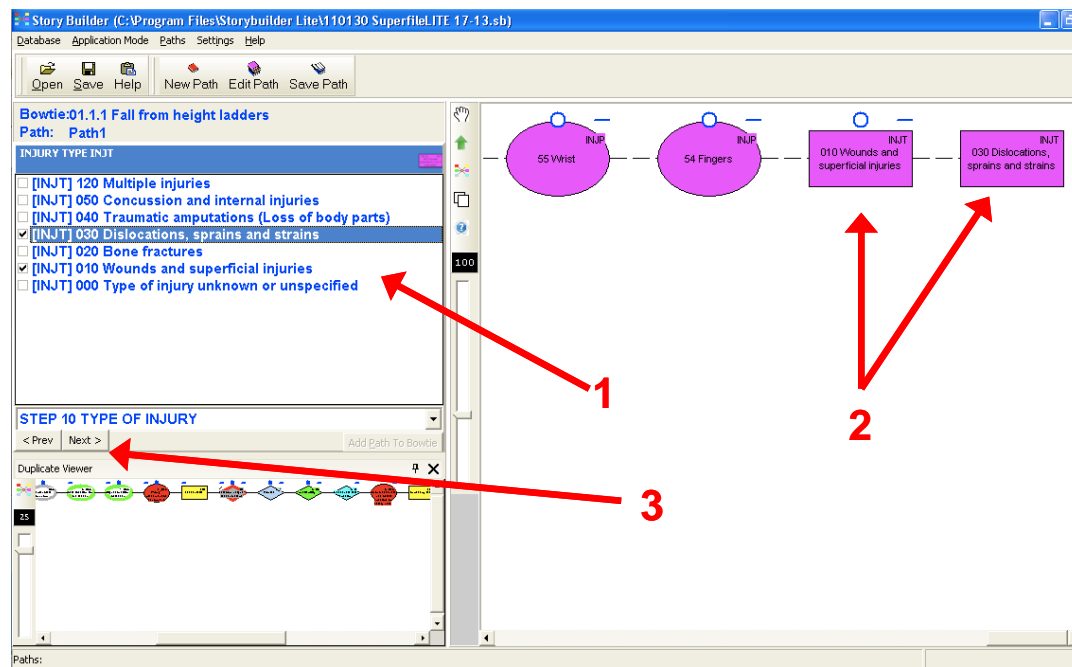 Story Builder (C:\Program Files\Storybuilder Lite\110130 SuperfileLITE 17-13.sb)
Database Application Mode Paths Settings Help
Open Save Help New Path Edit Path Save Path
Bowtie:01.1.1 Fall from height ladders
Path: Path1
INJURY TYPE INJT
[INJT] 120 Multiple injuries
[INJT] 050 Concussion and internal injuries
[INJT] 040 Traumatic amputations (Loss of body parts)
[INJT] 030 Dislocations, sprains and strains
[INJT] 020 Bone fractures
[INJT] 010 Wounds and superficial injuries
[INJT] 000 Type of injury unknown or unspecified
STEP 10 TYPE OF INJURY
< Prev Next > Add Path To Bowtie
Duplicate Viewer
25
Paths:
100
INJP
55 Wrist
INJP
54 Fingers
INJT
010 Wounds and
superficial injuries
INJT
030 Dislocations,
sprains and strains
1
2
3